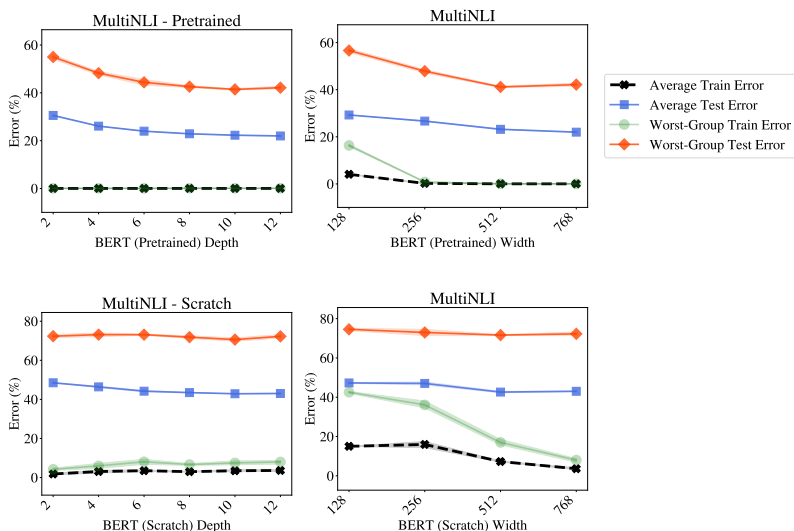 MultiNLI - Pretrained
60
40
20
0
Error (%)
2
4
6
8
10
12
BERT (Pretrained) Depth
MultiNLI
60
40
20
0
Error (%)
128
256
512
768
BERT (Pretrained) Width
Average Train Error
Average Test Error
Worst-Group Train Error
Worst-Group Test Error
MultiNLI - Scratch
80
60
40
20
0
Error (%)
2
4
6
8
10
12
BERT (Scratch) Depth
MultiNLI
80
60
40
20
0
Error (%)
128
256
512
768
BERT (Scratch) Width